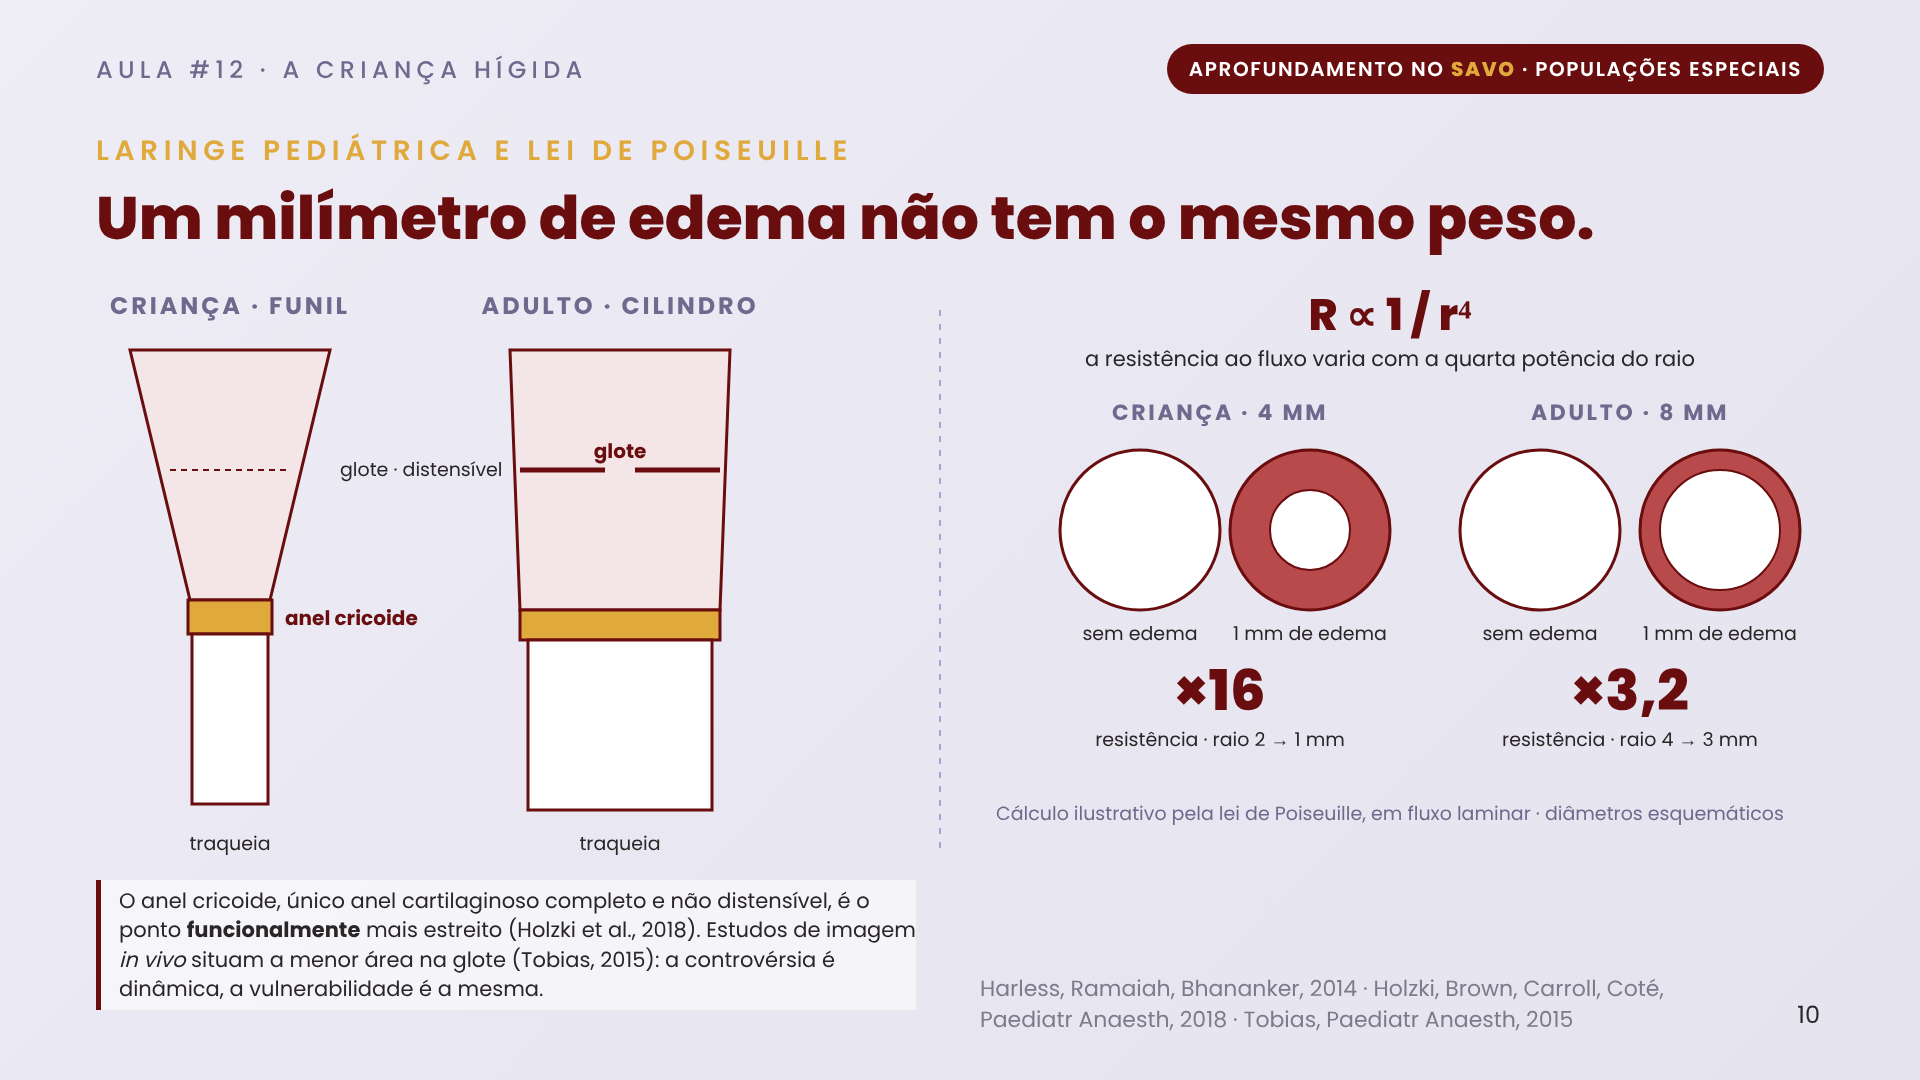 AULA #12 · A CRIANÇA HÍGIDA
APROFUNDAMENTO NO SAVO · POPULAÇÕES ESPECIAIS
LARINGE PEDIÁTRICA E LEI DE POISEUILLE
Um milímetro de edema não tem o mesmo peso.
CRIANÇA · FUNIL
ADULTO · CILINDRO
glote · distensível
glote
anel cricoide
traqueia
traqueia
O anel cricoide, único anel cartilaginoso completo e não distensível, é o
ponto funcionalmente mais estreito (Holzki et al., 2018). Estudos de imagem
in vivo situam a menor área na glote (Tobias, 2015): a controvérsia é
dinâmica, a vulnerabilidade é a mesma.
R ∝ 1 / r⁴
a resistência ao fluxo varia com a quarta potência do raio
CRIANÇA · 4 MM
ADULTO · 8 MM
sem edema
1 mm de edema
sem edema
1 mm de edema
×16
×3,2
resistência · raio 2 → 1 mm
resistência · raio 4 → 3 mm
Cálculo ilustrativo pela lei de Poiseuille, em fluxo laminar · diâmetros esquemáticos
Harless, Ramaiah, Bhananker, 2014 · Holzki, Brown, Carroll, Coté,
Paediatr Anaesth, 2018 · Tobias, Paediatr Anaesth, 2015
10